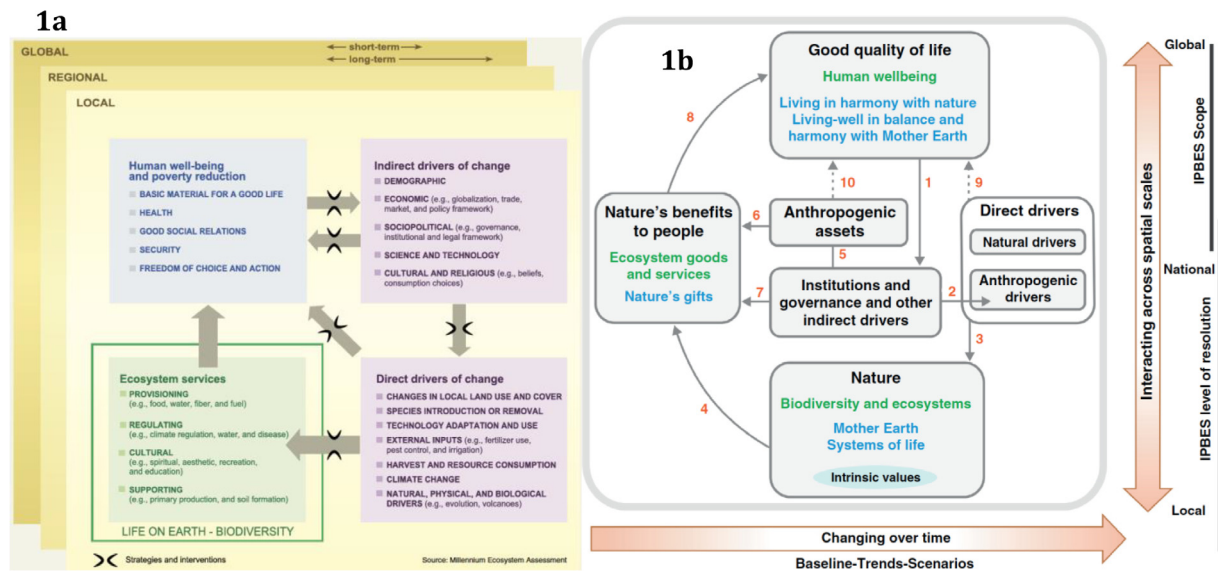 1a
GLOBAL
short-term
long-term
REGIONAL
LOCAL
Human well-being
and poverty reduction
BASIC MATERIAL FOR A GOOD LIFE
HEALTH
GOOD SOCIAL RELATIONS
SECURITY
FREEDOM OF CHOICE AND ACTION
Indirect drivers of change
DEMOGRAPHIC
ECONOMIC (e.g., globalization, trade,
market, and policy framework)
SOCIOPOLITICAL (e.g., governance,
institutional and legal framework)
SCIENCE AND TECHNOLOGY
CULTURAL AND RELIGIOUS (e.g., beliefs,
consumption choices)
Ecosystem services
PROVISIONING
(e.g., food, water, fiber, and fuel)
REGULATING
(e.g., climate regulation, water, and disease)
CULTURAL
(e.g., spiritual, aesthetic, recreation,
and education)
SUPPORTING
(e.g., primary production, and soil formation)
LIFE ON EARTH - BIODIVERSITY
Direct drivers of change
CHANGES IN LOCAL LAND USE AND COVER
SPECIES INTRODUCTION OR REMOVAL
TECHNOLOGY ADAPTATION AND USE
EXTERNAL INPUTS (e.g., fertilizer use,
pest control, and irrigation)
HARVEST AND RESOURCE CONSUMPTION
CLIMATE CHANGE
NATURAL, PHYSICAL, AND BIOLOGICAL
DRIVERS (e.g., evolution, volcanoes)
Strategies and interventions
Source: Millennium Ecosystem Assessment
1b
Good quality of life
Human wellbeing
Living in harmony with nature
Living-well in balance and
harmony with Mother Earth
8
10
1
9
Nature's benefits
to people
Ecosystem goods
and services
Nature's gifts
6
Anthropogenic
assets
5
7
Institutions and
governance and other
indirect drivers
2
Direct drivers
Natural drivers
Anthropogenic
drivers
3
4
Nature
Biodiversity and ecosystems
Mother Earth
Systems of life
Intrinsic values
Changing over time
Baseline-Trends-Scenarios
Global
National
Local
Interacting across spatial scales
IPBES Scope
IPBES level of resolution